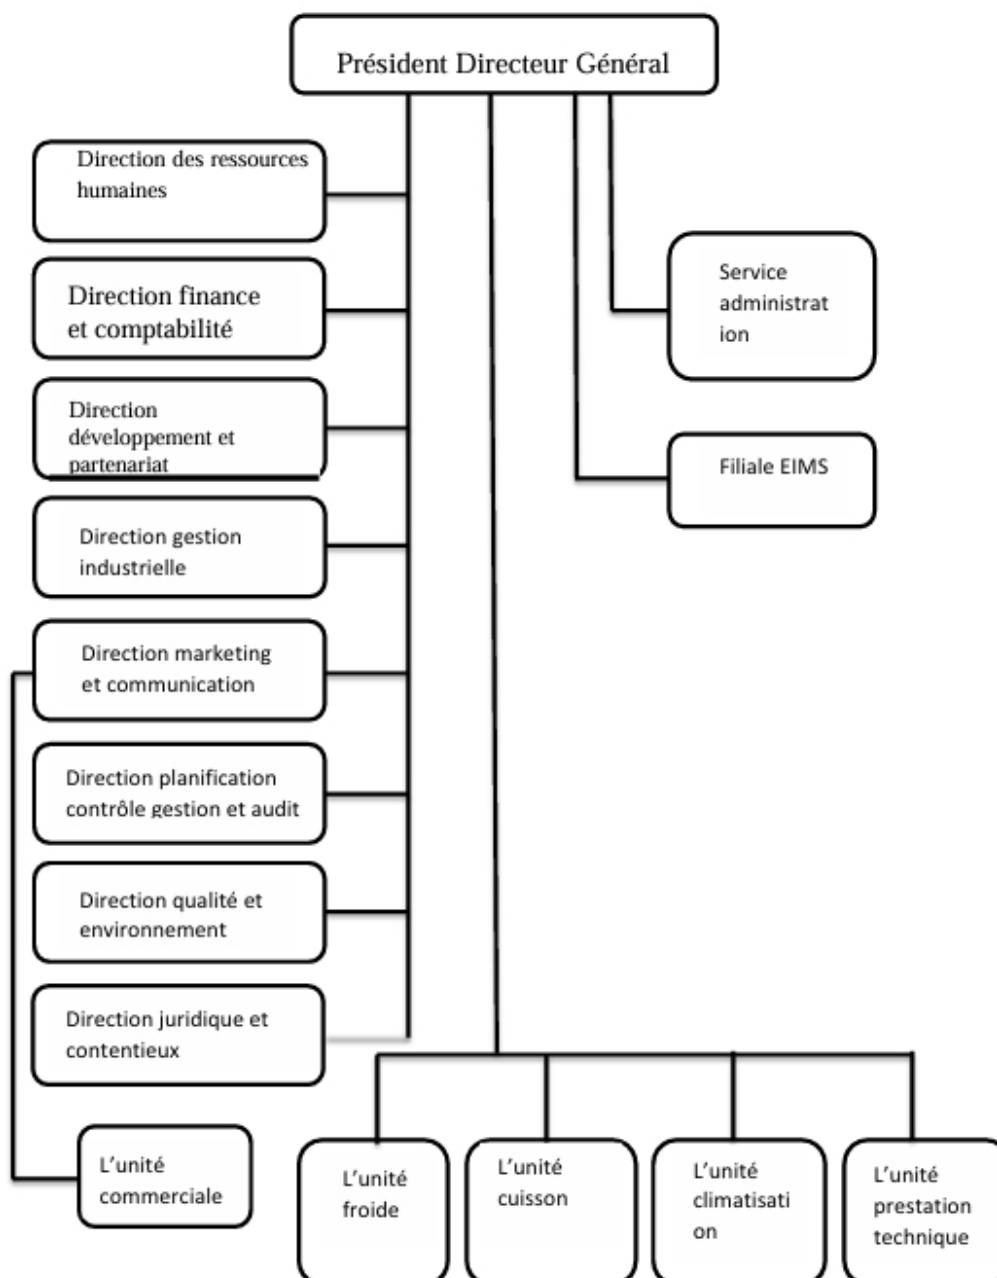 Président Directeur Général
Direction des ressources
humaines
Direction finance
et comptabilité
Direction
développement et
partenariat
Direction gestion
industrielle
Direction marketing
et communication
Direction planification
contrôle gestion et audit
Direction qualité et
environnement
Direction juridique et
contentieux
L'unité
commerciale
Service
administrat
ion
Filiale EIMS
L'unité
froide
L'unité
cuisson
L'unité
climatisati
on
L'unité
prestation
technique